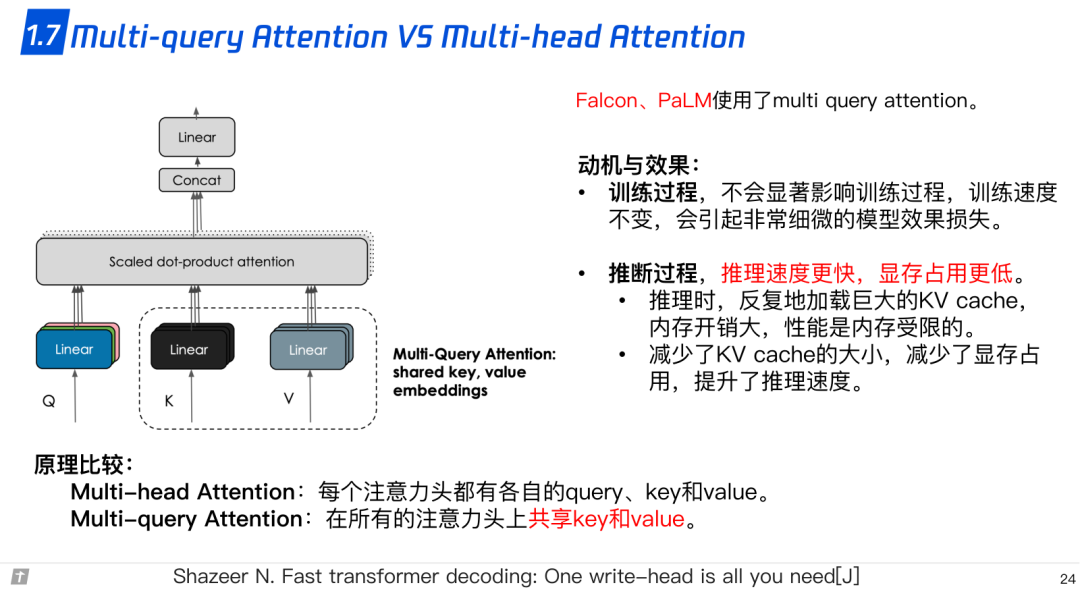 1.7 Multi-query Attention VS Multi-head Attention
Linear
Concat
Scaled dot-product attention
Linear
Linear
Linear
Q
K
V
Multi-Query Attention:
shared key, value
embeddings
Falcon、PaLM使用了multi query attention。
动机与效果：
• 训练过程，不会显著影响训练过程，训练速度
不变，会引起非常细微的模型效果损失。
• 推断过程，推理速度更快，显存占用更低。
• 推理时，反复地加载巨大的KV cache，
内存开销大，性能是内存受限的。
• 减少了KV cache的大小，减少了显存占
用，提升了推理速度。
原理比较：
Multi-head Attention：每个注意力头都有各自的query、key和value。
Multi-query Attention：在所有的注意力头上共享key和value。
Shazeer N. Fast transformer decoding: One write-head is all you need[J]
24